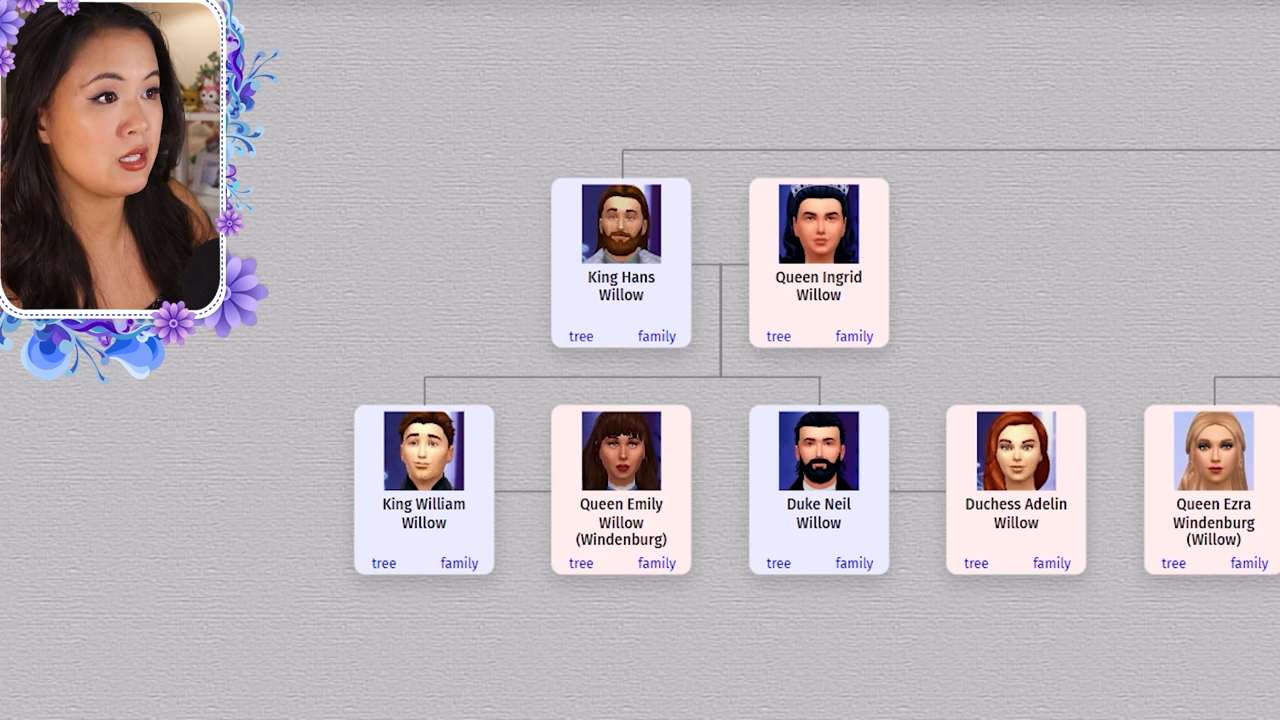 King Hans
Willow
tree family
Queen Ingrid
Willow
tree family
King William
Willow
tree family
Queen Emily
Willow
(Windenburg)
tree family
Duke Neil
Willow
tree family
Duchess Adelin
Willow
tree family
Queen Ezra
Windenburg
(Willow)
tree family